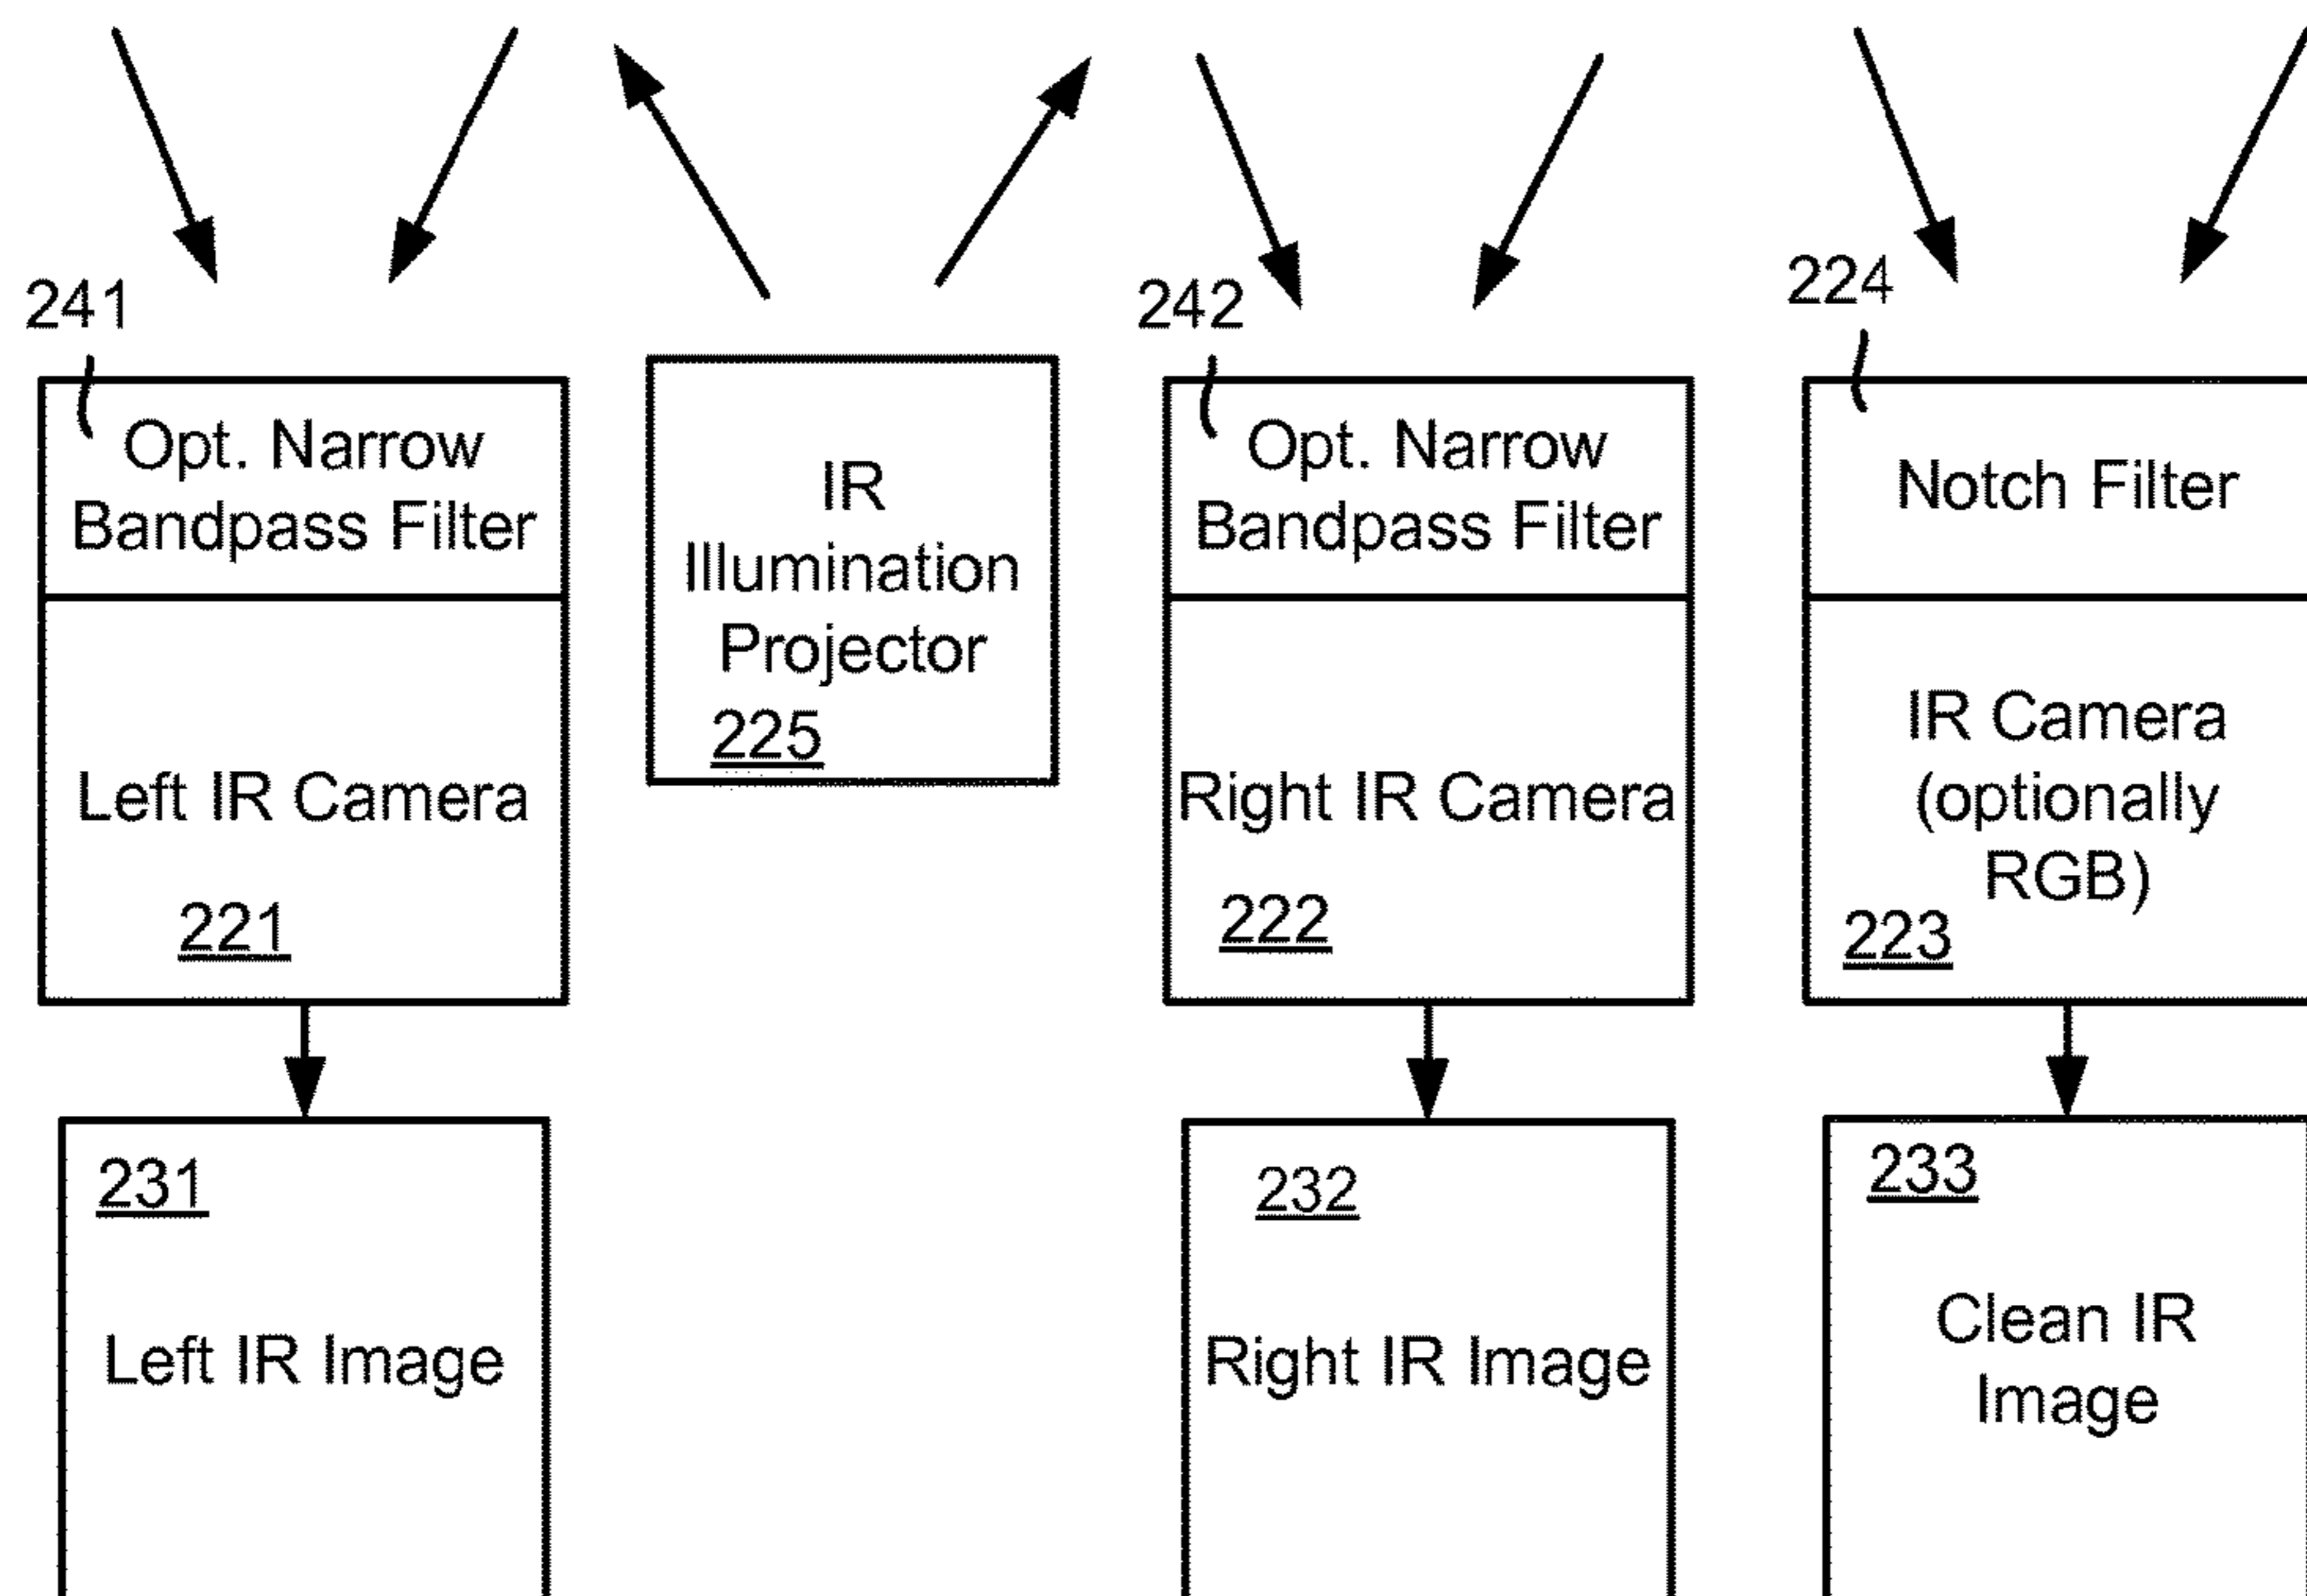 241
Opt. Narrow
Bandpass Filter
Left IR Camera
221
231
Left IR Image
IR
Illumination
Projector
225
242
Opt. Narrow
Bandpass Filter
Right IR Camera
222
232
Right IR Image
224
Notch Filter
IR Camera
(optionally
RGB)
223
233
Clean IR
Image